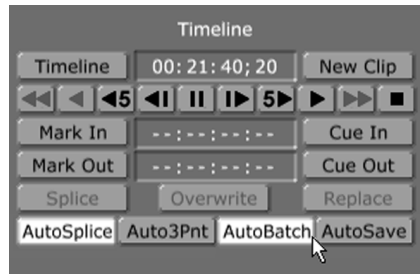 Timeline
Timeline 00:21:40;20 New Clip
5 5
Mark In --:--:--:-- Cue In
Mark Out --:--:--:-- Cue Out
Splice Overwrite Replace
AutoSplice Auto3Pnt AutoBatch AutoSave